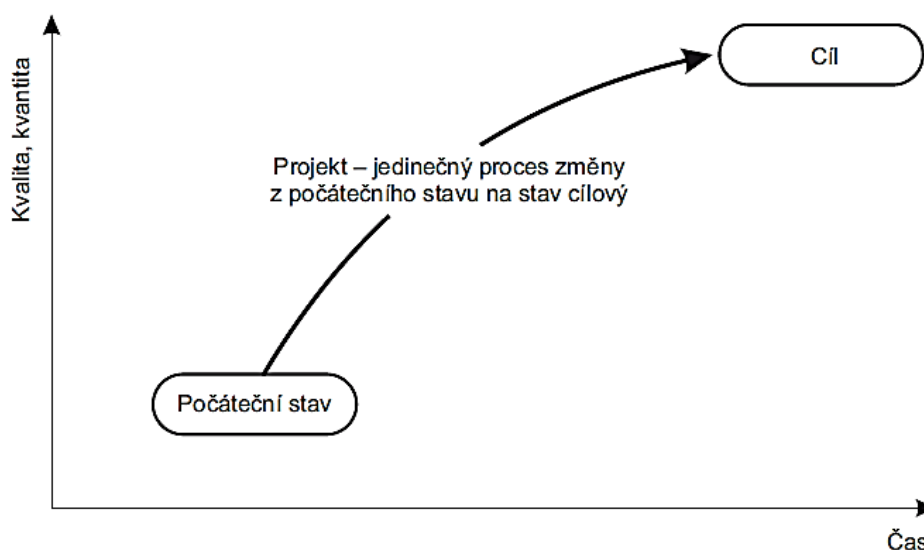 Kvalita, kvantita
Cíl
Projekt – jedinečný proces změny
z počátečního stavu na stav cílový
Počáteční stav
Čas